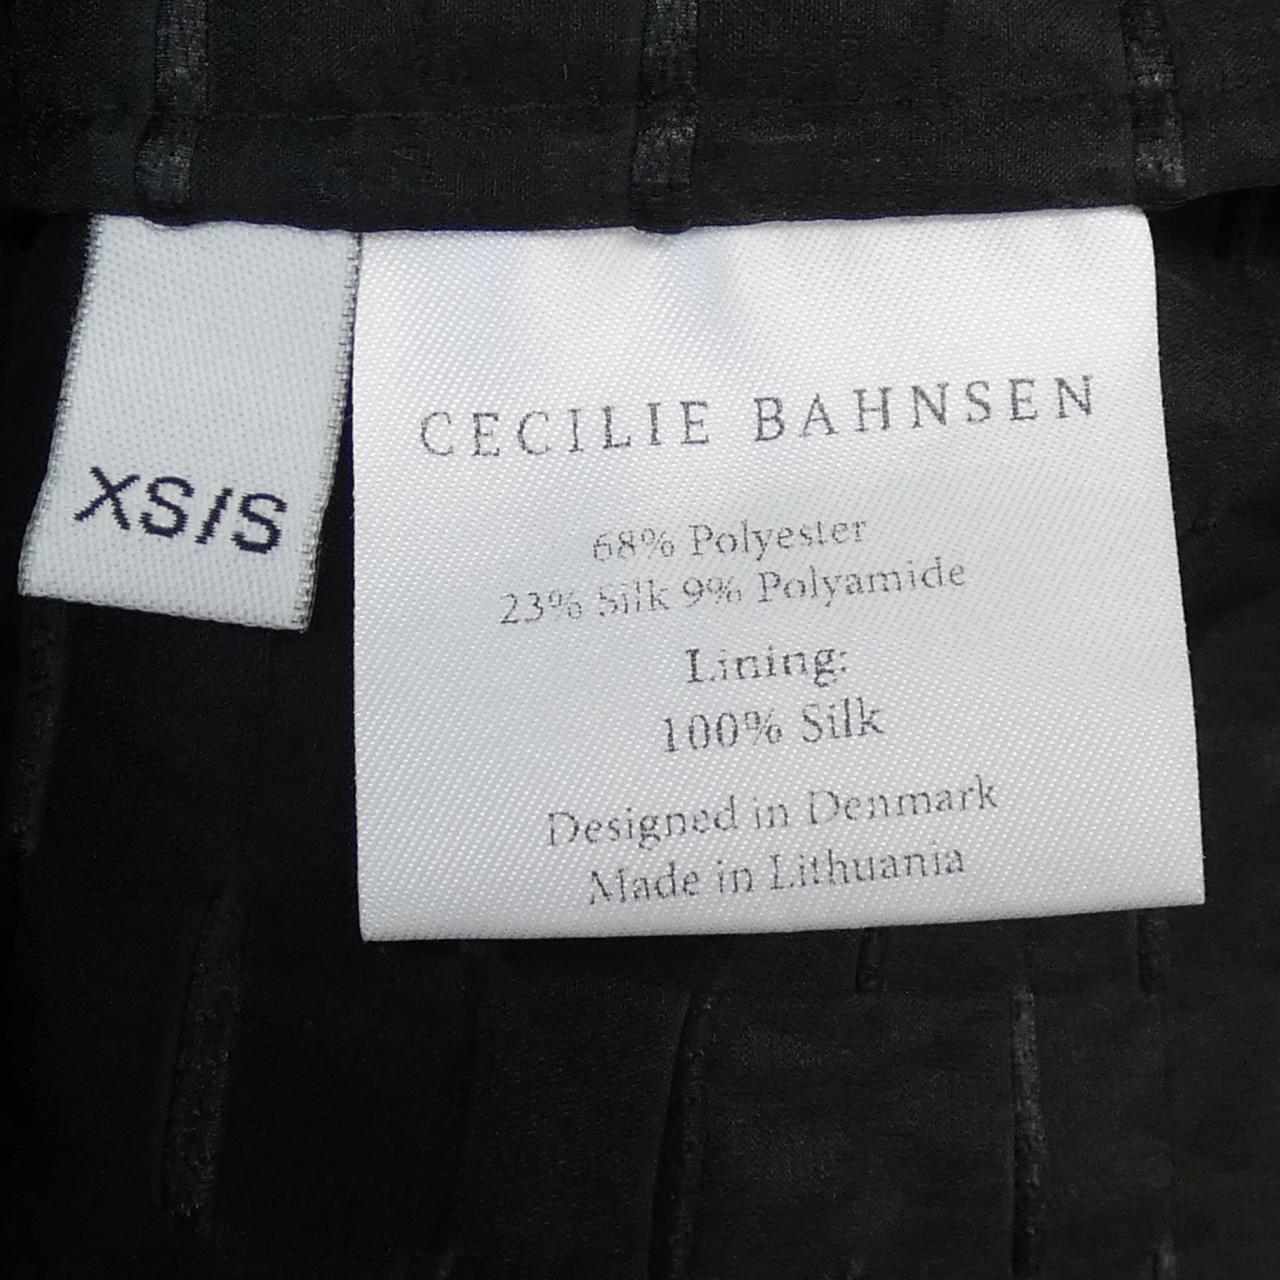 XS/S
CECILIE BAHNSEN
68% Polyester
23% Silk 9% Polyamide
Lining:
100% Silk
Designed in Denmark
Made in Lithuania